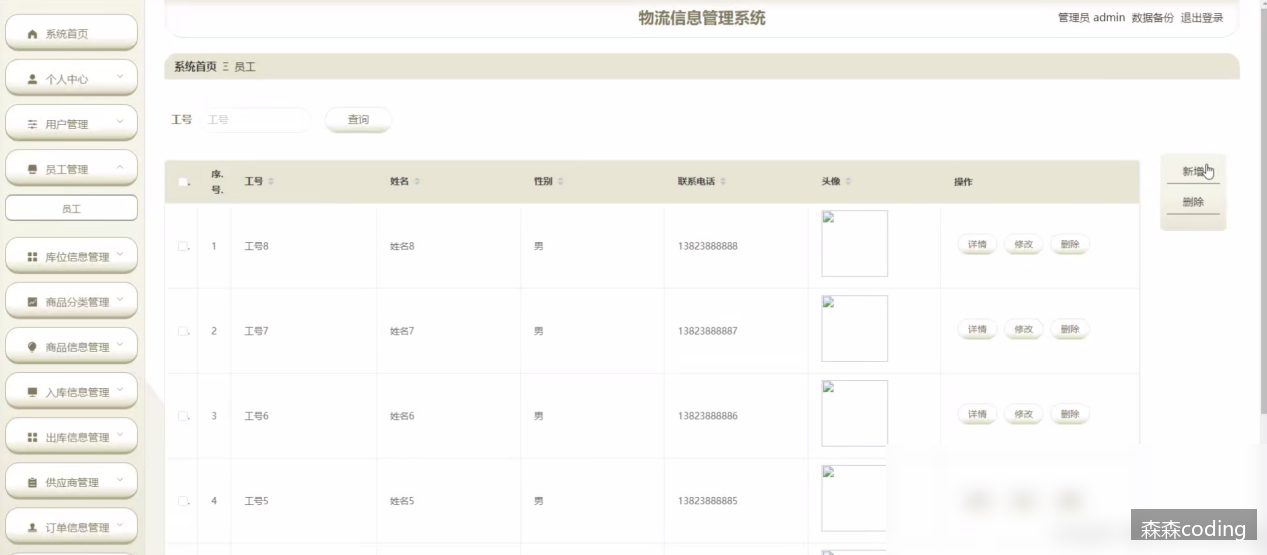 物流信息管理系统
管理员 admin 数据备份 退出登录
系统首页
个人中心
用户管理
员工管理
员工
库位信息管理
商品分类管理
商品信息管理
入库信息管理
出库信息管理
供应商管理
订单信息管理
系统首页 Ξ 员工
工号 工号 查询
新增
删除
序号 工号 姓名 性别 联系电话 头像 操作
1 工号8 姓名8 男 13823888888 详情 修改 删除
2 工号7 姓名7 男 13823888887 详情 修改 删除
3 工号6 姓名6 男 13823888886 详情 修改 删除
4 工号5 姓名5 男 13823888885
森森coding